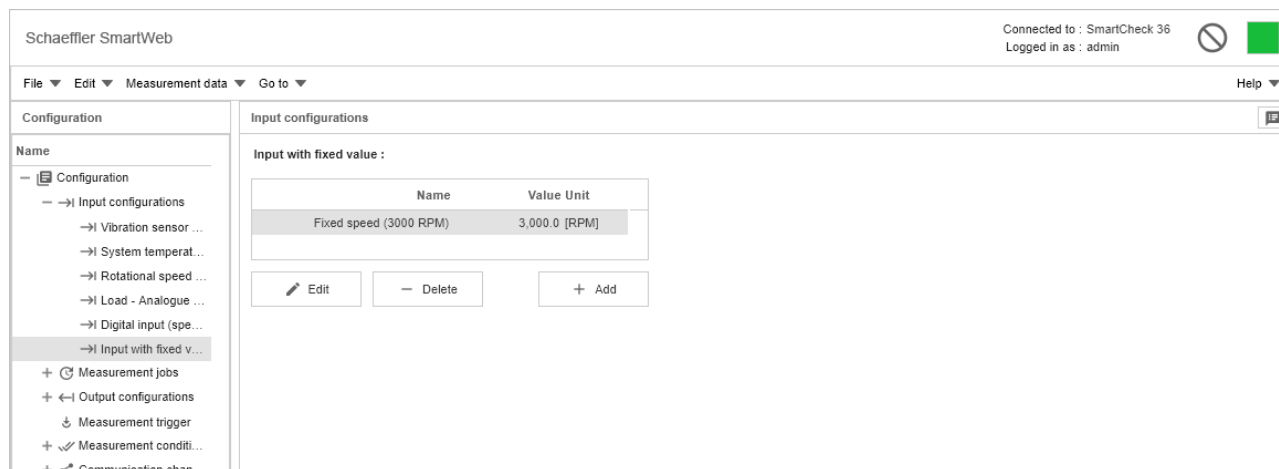 Schaeffler SmartWeb
Connected to : SmartCheck 36
Logged in as : admin
File Edit Measurement data Go to Help
Configuration
Name
Configuration
Input configurations
Vibration sensor ...
System temperat...
Rotational speed ...
Load - Analogue ...
Digital input (spe...
Input with fixed v...
Measurement jobs
Output configurations
Measurement trigger
Measurement conditi...
Communication chan...
Input configurations
Input with fixed value :
Name Value Unit
Fixed speed (3000 RPM) 3,000.0 [RPM]
Edit Delete Add